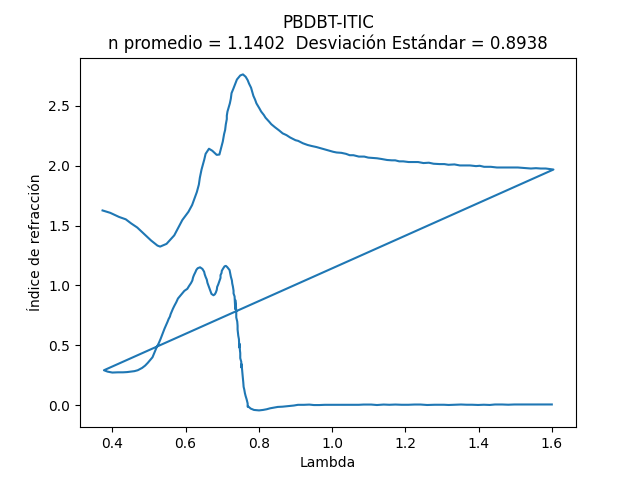 PBDBT-ITIC
n promedio = 1.1402  Desviación Estándar = 0.8938
Índice de refracción
2.5
2.0
1.5
1.0
0.5
0.0
0.4 0.6 0.8 1.0 1.2 1.4 1.6
Lambda